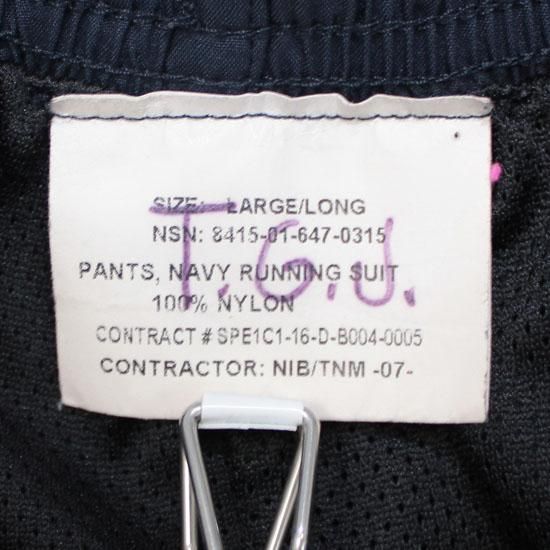 SIZE: LARGE/LONG
NSN: 8415-01-647-0315
T.G.J.
PANTS, NAVY RUNNING SUIT
100% NYLON
CONTRACT # SPE1C1-16-D-B004-0005
CONTRACTOR: NIB/TNM -07-